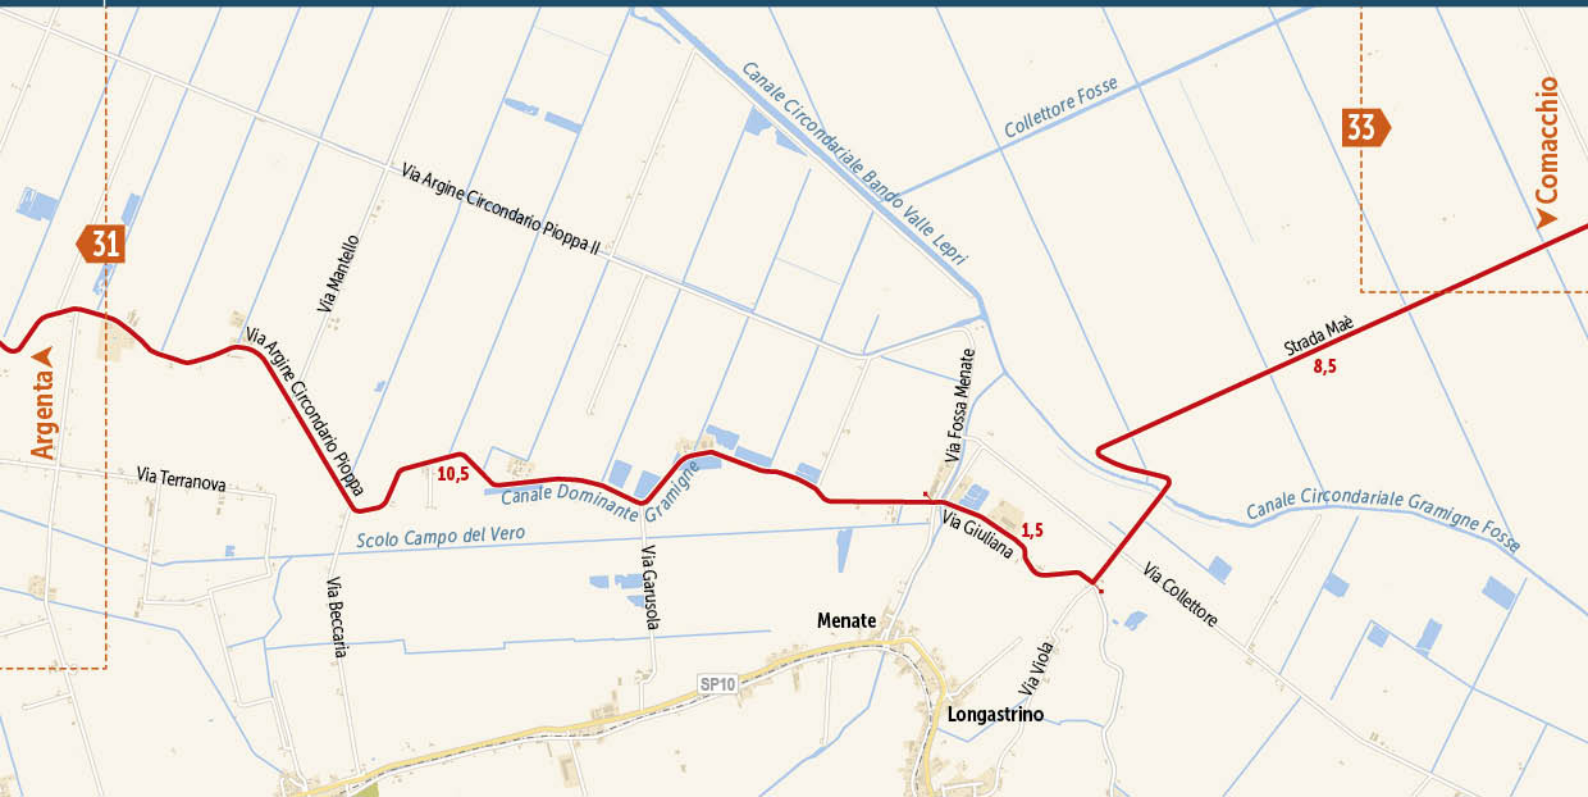 Canale Circondariale Bando Valle Lepri
Collettore Fosse
33
Comacchio
Via Argine Circondario Pioppa II
31
Via Mantello
Argenta
Via Argine Circondario Pioppa
Strada Maè
8,5
Via Fossa Menate
Via Terranova
10,5
Canale Dominante Gramigne
Canale Circondariale Gramigne Fosse
Scolo Campo del Vero
Via Giuliana
1,5
Via Beccaria
Via Garusola
Via Collettore
Menate
SP10
Via Viola
Longastrino